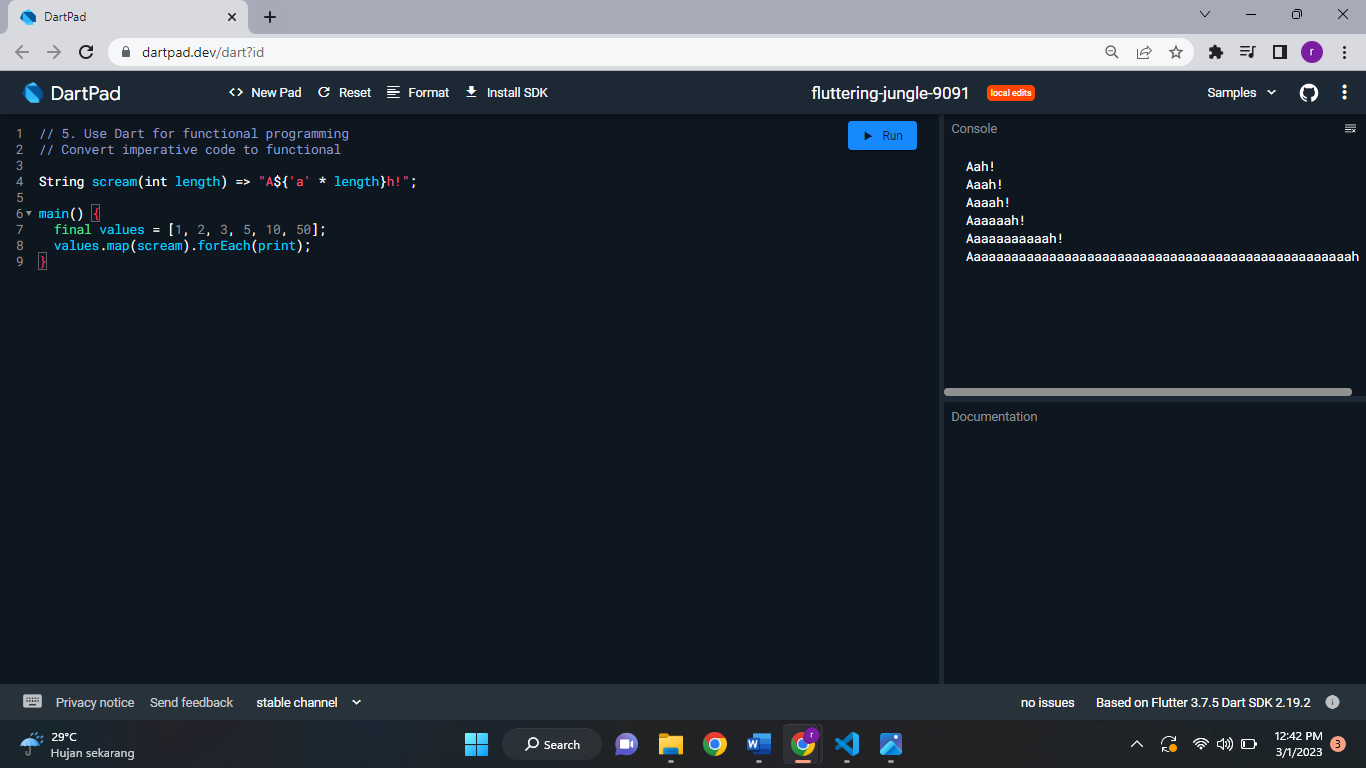 DartPad
dartpad.dev/dart?id
r
DartPad
New Pad
Reset
Format
Install SDK
fluttering-jungle-9091
local edits
Samples
1 // 5. Use Dart for functional programming
2 // Convert imperative code to functional
3
4 String scream(int length) => "A${'a' * length}h!";
5
6 main() {
7   final values = [1, 2, 3, 5, 10, 50];
8   values.map(scream).forEach(print);
9 }
Run
Console
Aah!
Aaah!
Aaaah!
Aaaaaah!
Aaaaaaaaaaah!
Aaaaaaaaaaaaaaaaaaaaaaaaaaaaaaaaaaaaaaaaaaaaaaaaaaah
Documentation
Privacy notice
Send feedback
stable channel
no issues
Based on Flutter 3.7.5 Dart SDK 2.19.2
29°C
Hujan sekarang
Search
r
12:42 PM
3/1/2023
3